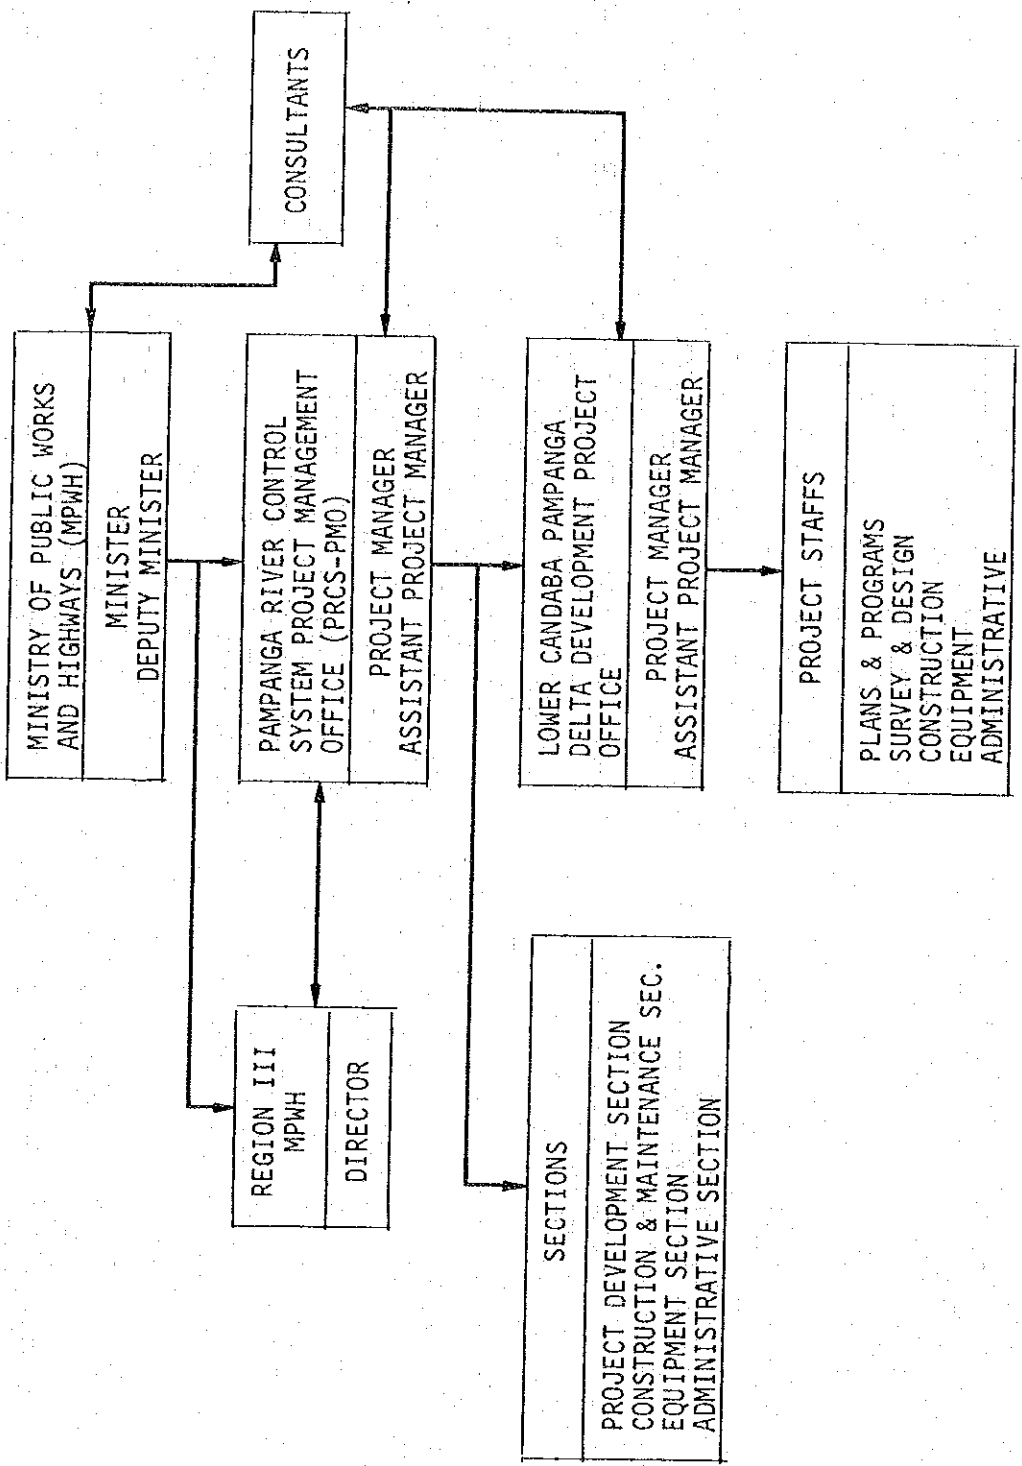 MINISTRY OF PUBLIC WORKS
AND HIGHWAYS (MPWH)
MINISTER
DEPUTY MINISTER
CONSULTANTS
REGION III
MPWH
DIRECTOR
PAMPANGA RIVER CONTROL
SYSTEM PROJECT MANAGEMENT
OFFICE (PRCS-PMO)
PROJECT MANAGER
ASSISTANT PROJECT MANAGER
SECTIONS
PROJECT DEVELOPMENT SECTION
CONSTRUCTION & MAINTENANCE SEC.
EQUIPMENT SECTION
ADMINISTRATIVE SECTION
LOWER CANDABA PAMPANGA
DELTA DEVELOPMENT PROJECT
OFFICE
PROJECT MANAGER
ASSISTANT PROJECT MANAGER
PROJECT STAFFS
PLANS & PROGRAMS
SURVEY & DESIGN
CONSTRUCTION
EQUIPMENT
ADMINISTRATIVE